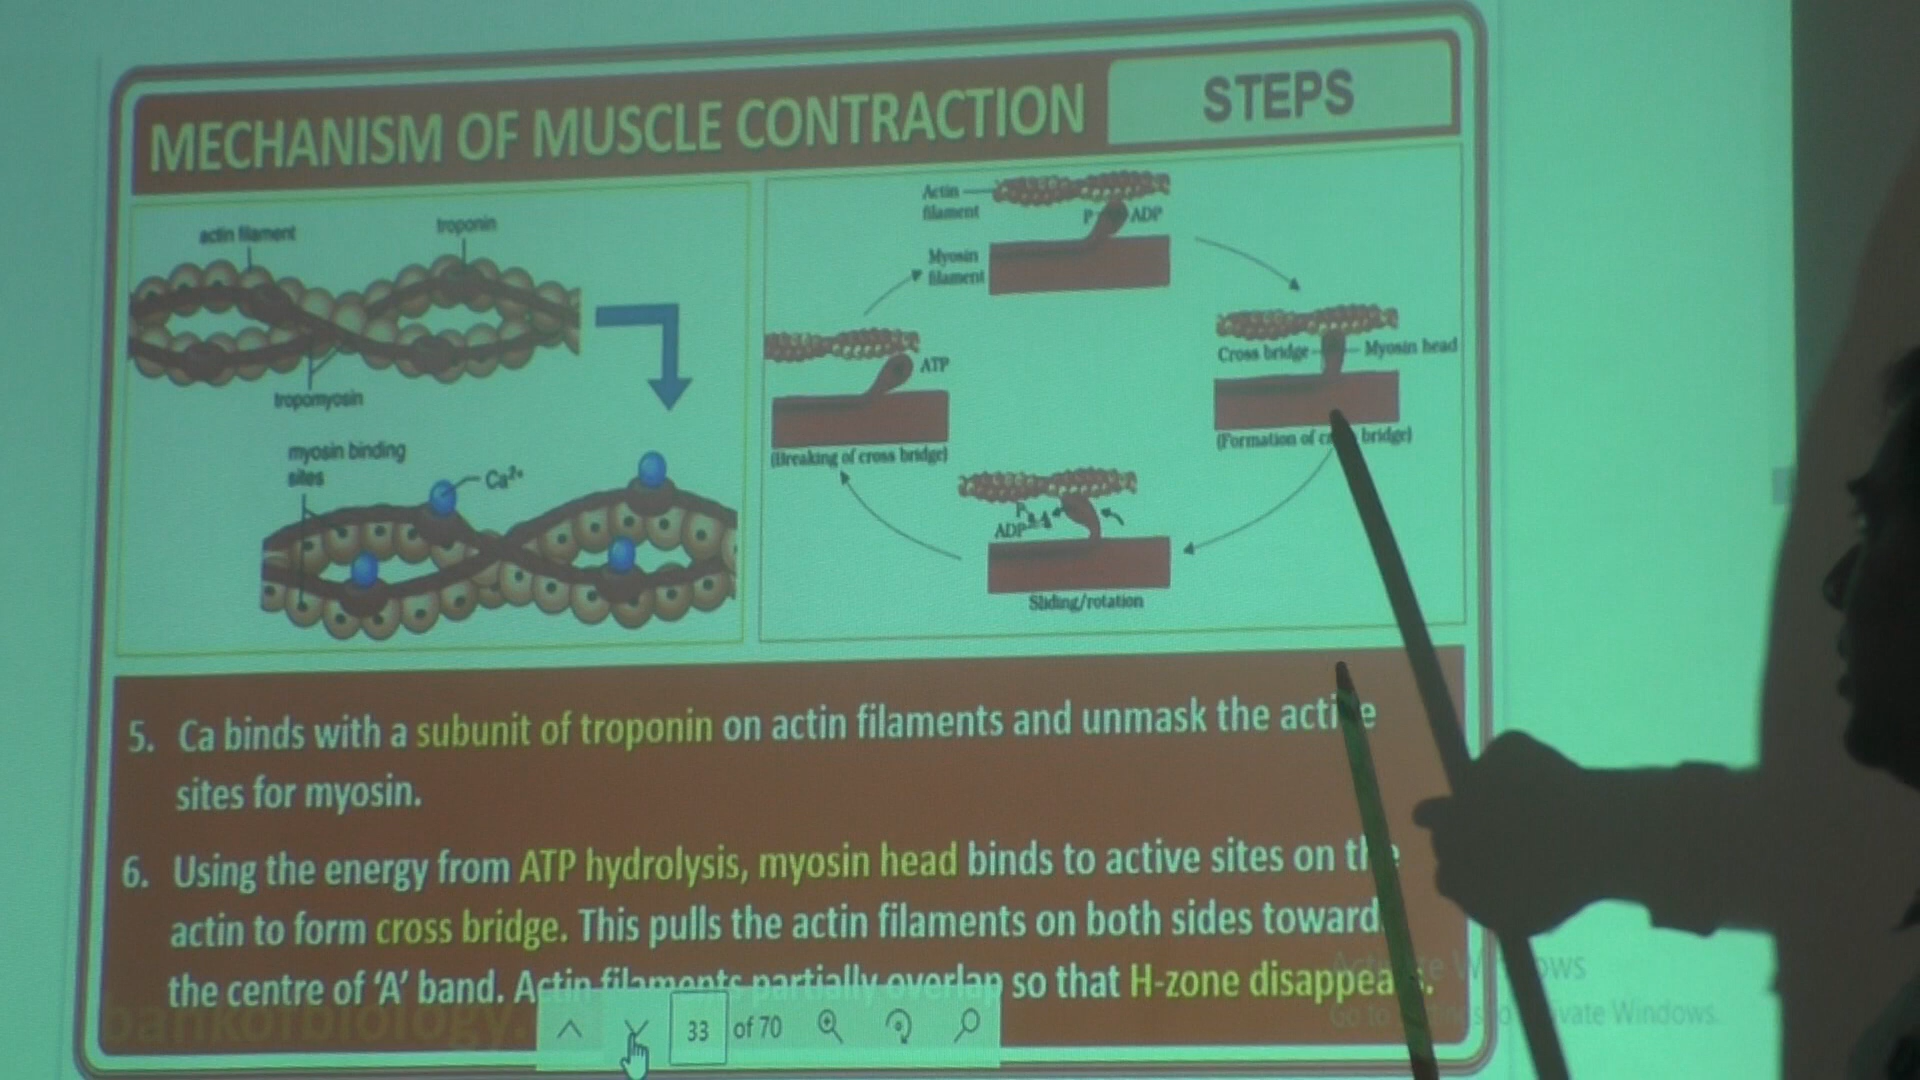 MECHANISM OF MUSCLE CONTRACTION
STEPS
actin filament
troponin
tropomyosin
myosin binding
sites
Ca²⁺
Actin
filament
P
ADP
Myosin
filament
ATP
(Breaking of cross bridge)
Cross bridge
Myosin head
(Formation of bridge)
P
ADP
Sliding/rotation
5. Ca binds with a subunit of troponin on actin filaments and unmask the active
sites for myosin.
6. Using the energy from ATP hydrolysis, myosin head binds to active sites on the
actin to form cross bridge. This pulls the actin filaments on both sides toward
the centre of 'A' band. Actin filaments partially overlap so that H-zone disappears.
bankofbiology.
33 of 70
Activate Windows
Go to Settings to activate Windows.